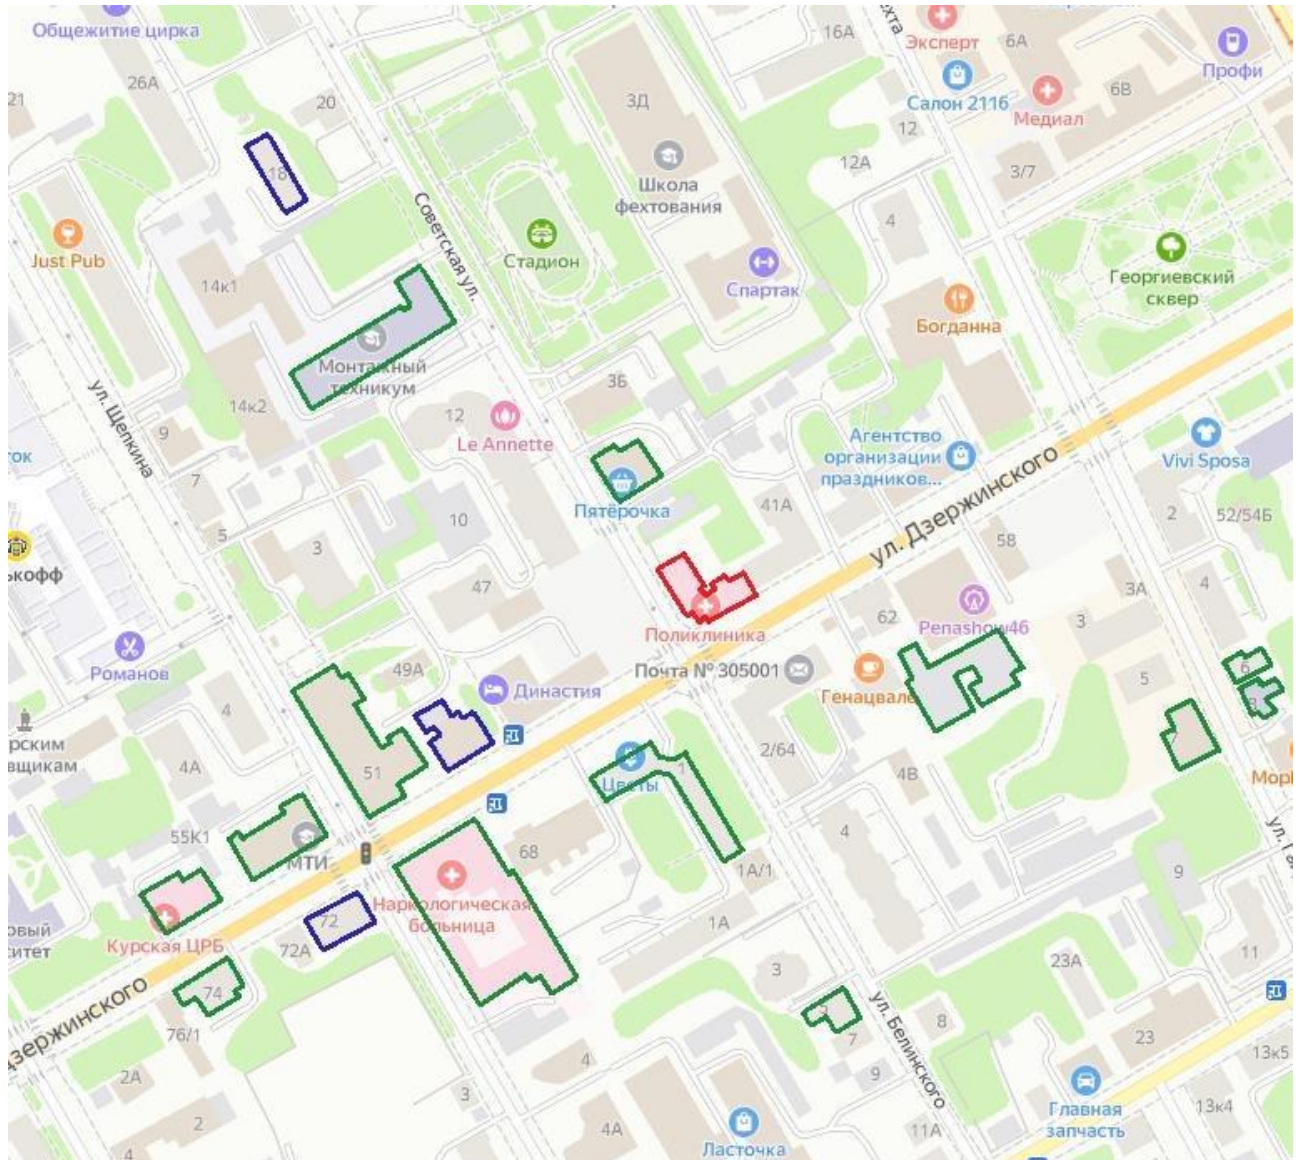 Общежитие цирка
26А
21
20
16А
Эксперт
6А
Профи
Салон 2116
6В
Медиал
3Д
12
12А
3/7
Школа
фехтования
18
Советская ул.
Just Pub
Стадион
4
Георгиевский
сквер
14к1
Спартак
Богданна
Монтажный
техникум
3Б
ул. Щепкина
14к2
12
Le Annette
9
Агентство
организации
праздников...
Vivi Sposa
7
Пятёрочка
41А
ул. Дзержинского
10
2
52/54Б
5
3
58
47
3А
4
62
Penashow46
3
Поликлиника
Романов
49А
Династия
Почта № 305001
Генацвале
6
5
4
2/64
7
4А
51
Цветы
1
4В
55К1
МТИ
68
4
1А/1
9
Наркологическая
больница
Курская ЦРБ
72
72А
1А
3
23А
11
74
5
ул. Белинского
76/1
7
8
23
2А
4
9
13к5
3
Главная
запчасть
13к4
2
4А
Ласточка
11А
4